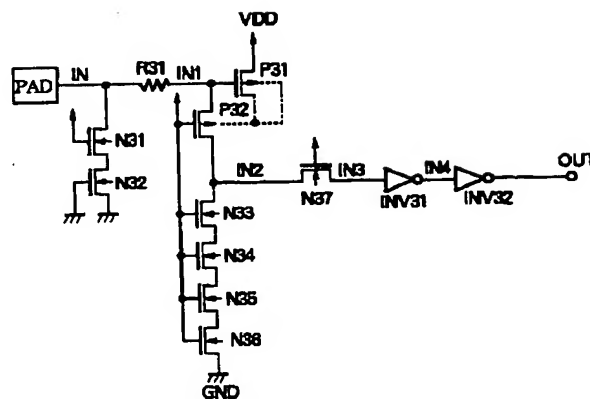 VDD
PAD
IN
R31
IN1
P31
P32
N31
N32
IN2
N37
IN3
INV31
IN4
INV32
OUT
N33
N34
N35
N36
GND